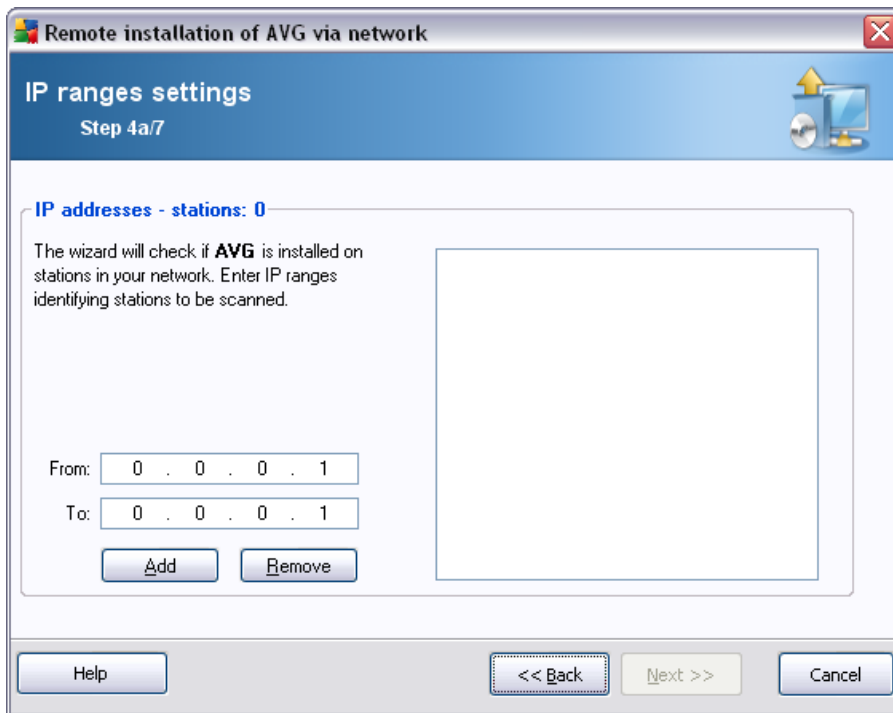 Remote installation of AVG via network
IP ranges settings
Step 4a/7
IP addresses - stations: 0
The wizard will check if AVG is installed on
stations in your network. Enter IP ranges
identifying stations to be scanned.
From: 0 . 0 . 0 . 1
To: 0 . 0 . 0 . 1
Add Remove
Help << Back Next >> Cancel